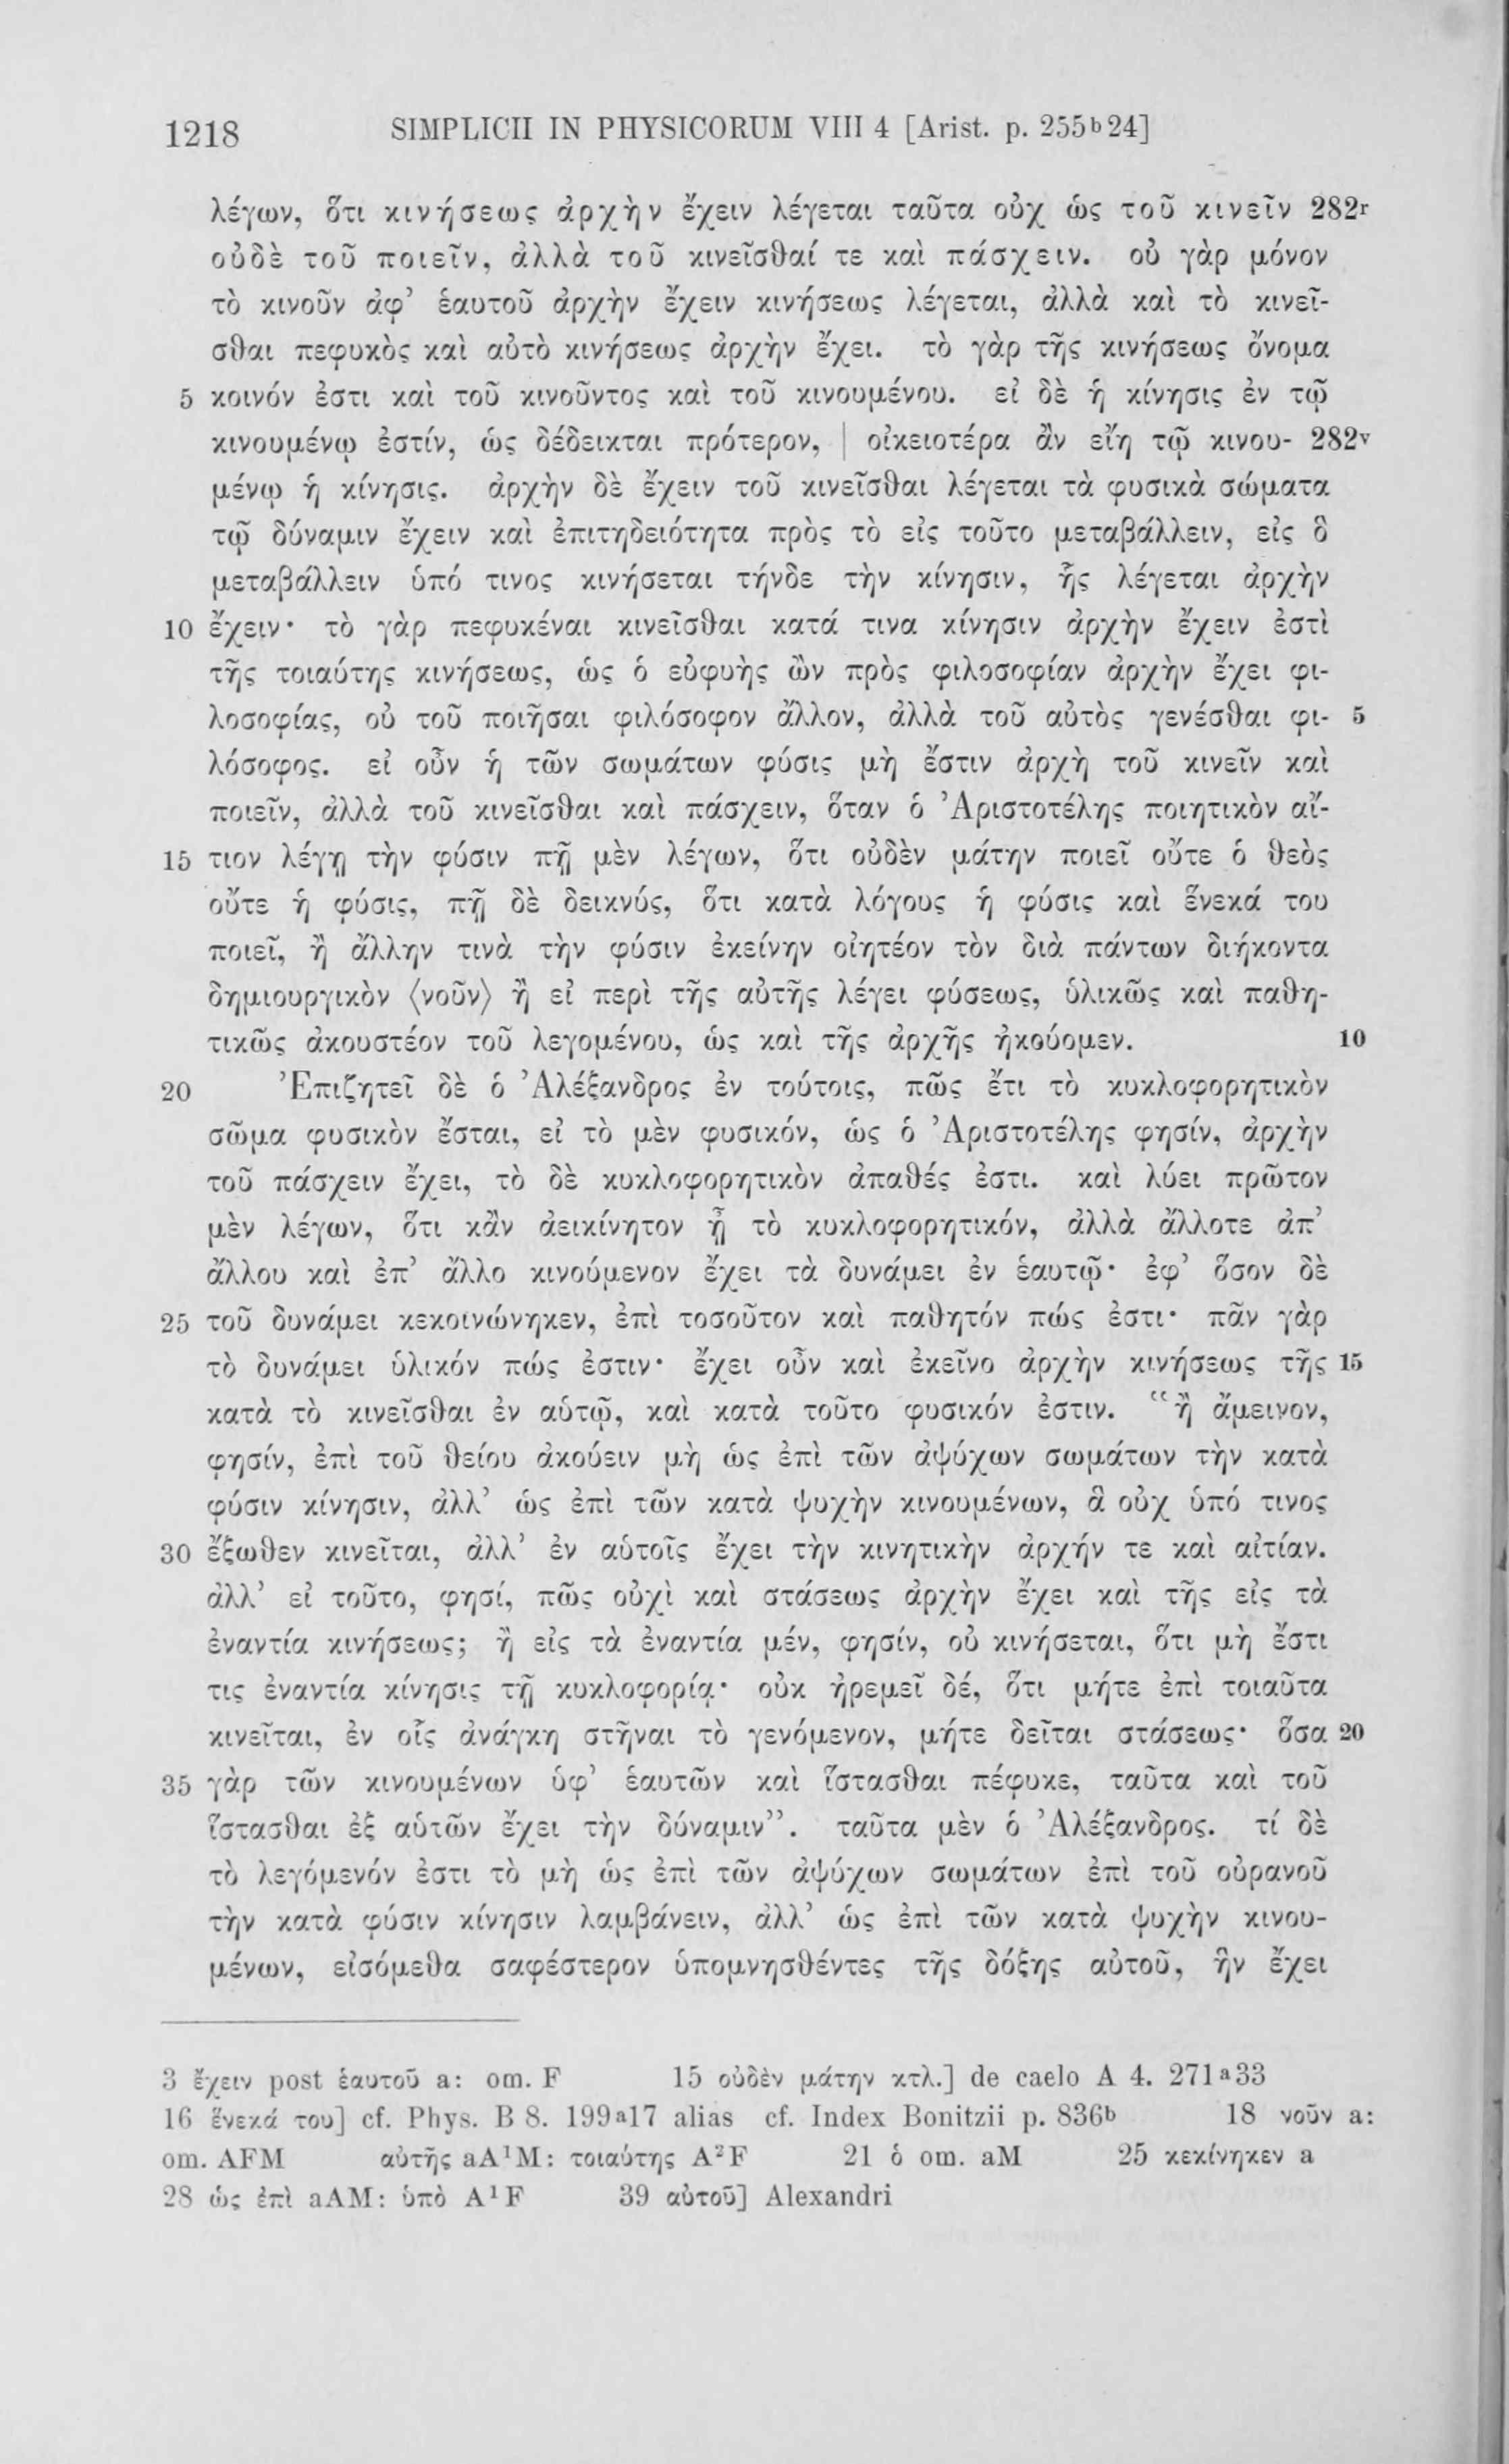 1218 SIMPLICII IN PHYSICORUM VIII 4 [Arist. p. 255b24]
λέγων, ὅτι κινήσεως ἀρχὴν ἔχειν λέγεται ταῦτα οὐχ ὡς τοῦ κινεῖν 282r
οὐδὲ τοῦ ποιεῖν, ἀλλὰ τοῦ κινεῖσθαί τε καὶ πάσχειν. οὐ γὰρ μόνον
τὸ κινοῦν ἀφ’ ἑαυτοῦ ἀρχὴν ἔχειν κινήσεως λέγεται, ἀλλὰ καὶ τὸ κινεῖ-
σθαι πεφυκὸς καὶ αὐτὸ κινήσεως ἀρχὴν ἔχει. τὸ γὰρ τῆς κινήσεως ὄνομα
5 κοινόν ἐστι καὶ τοῦ κινοῦντος καὶ τοῦ κινουμένου. εἰ δὲ ἡ κίνησις ἐν τῷ
κινουμένῳ ἐστίν, ὡς δέδεικται πρότερον, | οἰκειοτέρα ἂν εἴη τῷ κινου- 282v
μένῳ ἡ κίνησις. ἀρχὴν δὲ ἔχειν τοῦ κινεῖσθαι λέγεται τὰ φυσικὰ σώματα
τῷ δύναμιν ἔχειν καὶ ἐπιτηδειότητα πρὸς τὸ εἰς τοῦτο μεταβάλλειν, εἰς ὃ
μεταβάλλειν ὑπό τινος κινήσεται τήνδε τὴν κίνησιν, ἧς λέγεται ἀρχὴν
10 ἔχειν· τὸ γὰρ πεφυκέναι κινεῖσθαι κατά τινα κίνησιν ἀρχὴν ἔχειν ἐστὶ
τῆς τοιαύτης κινήσεως, ὡς ὁ εὐφυὴς ὢν πρὸς φιλοσοφίαν ἀρχὴν ἔχει φι-
λοσοφίας, οὐ τοῦ ποιῆσαι φιλόσοφον ἄλλον, ἀλλὰ τοῦ αὐτὸς γενέσθαι φι- 5
λόσοφος. εἰ οὖν ἡ τῶν σωμάτων φύσις μὴ ἔστιν ἀρχὴ τοῦ κινεῖν καὶ
ποιεῖν, ἀλλὰ τοῦ κινεῖσθαι καὶ πάσχειν, ὅταν ὁ Ἀριστοτέλης ποιητικὸν αἴ-
15 τιον λέγῃ τὴν φύσιν πῇ μὲν λέγων, ὅτι οὐδὲν μάτην ποιεῖ οὔτε ὁ θεὸς
οὔτε ἡ φύσις, πῇ δὲ δεικνύς, ὅτι κατὰ λόγους ἡ φύσις καὶ ἕνεκά του
ποιεῖ, ἢ ἄλλην τινὰ τὴν φύσιν ἐκείνην οἰητέον τὸν διὰ πάντων διήκοντα
δημιουργικὸν ⟨νοῦν⟩ ἢ εἰ περὶ τῆς αὐτῆς λέγει φύσεως, ὑλικῶς καὶ παθη-
τικῶς ἀκουστέον τοῦ λεγομένου, ὡς καὶ τῆς ἀρχῆς ἠκούομεν. 10
20 Ἐπιζητεῖ δὲ ὁ Ἀλέξανδρος ἐν τούτοις, πῶς ἔτι τὸ κυκλοφορητικὸν
σῶμα φυσικὸν ἔσται, εἰ τὸ μὲν φυσικόν, ὡς ὁ Ἀριστοτέλης φησίν, ἀρχὴν
τοῦ πάσχειν ἔχει, τὸ δὲ κυκλοφορητικὸν ἀπαθές ἐστι. καὶ λύει πρῶτον
μὲν λέγων, ὅτι κἂν ἀεικίνητον ᾖ τὸ κυκλοφορητικόν, ἀλλὰ ἄλλοτε ἀπ’
ἄλλου καὶ ἐπ’ ἄλλο κινούμενον ἔχει τὰ δυνάμει ἐν ἑαυτῷ· ἐφ’ ὅσον δὲ
25 τοῦ δυνάμει κεκοινώνηκεν, ἐπὶ τοσοῦτον καὶ παθητόν πώς ἐστι· πᾶν γὰρ
τὸ δυνάμει ὑλικόν πώς ἐστιν· ἔχει οὖν καὶ ἐκεῖνο ἀρχὴν κινήσεως τῆς 15
κατὰ τὸ κινεῖσθαι ἐν αὑτῷ, καὶ κατὰ τοῦτο φυσικόν ἐστιν. “ἢ ἄμεινον,
φησίν, ἐπὶ τοῦ θείου ἀκούειν μὴ ὡς ἐπὶ τῶν ἀψύχων σωμάτων τὴν κατὰ
φύσιν κίνησιν, ἀλλ’ ὡς ἐπὶ τῶν κατὰ ψυχὴν κινουμένων, ἃ οὐχ ὑπό τινος
30 ἔξωθεν κινεῖται, ἀλλ’ ἐν αὑτοῖς ἔχει τὴν κινητικὴν ἀρχήν τε καὶ αἰτίαν.
ἀλλ’ εἰ τοῦτο, φησί, πῶς οὐχὶ καὶ στάσεως ἀρχὴν ἔχει καὶ τῆς εἰς τὰ
ἐναντία κινήσεως; ἢ εἰς τὰ ἐναντία μέν, φησίν, οὐ κινήσεται, ὅτι μὴ ἔστι
τις ἐναντία κίνησις τῇ κυκλοφορίᾳ· οὐκ ἠρεμεῖ δέ, ὅτι μήτε ἐπὶ τοιαῦτα
κινεῖται, ἐν οἷς ἀνάγκη στῆναι τὸ γενόμενον, μήτε δεῖται στάσεως· ὅσα 20
35 γὰρ τῶν κινουμένων ὑφ’ ἑαυτῶν καὶ ἵστασθαι πέφυκε, ταῦτα καὶ τοῦ
ἵστασθαι ἐξ αὑτῶν ἔχει τὴν δύναμιν”. ταῦτα μὲν ὁ Ἀλέξανδρος. τί δὲ
τὸ λεγόμενόν ἐστι τὸ μὴ ὡς ἐπὶ τῶν ἀψύχων σωμάτων ἐπὶ τοῦ οὐρανοῦ
τὴν κατὰ φύσιν κίνησιν λαμβάνειν, ἀλλ’ ὡς ἐπὶ τῶν κατὰ ψυχὴν κινου-
μένων, εἰσόμεθα σαφέστερον ὑπομνησθέντες τῆς δόξης αὐτοῦ, ἣν ἔχει
3 ἔχειν post ἑαυτοῦ a: om. F 15 οὐδὲν μάτην κτλ.] de caelo A 4. 271a33
16 ἕνεκά του] cf. Phys. B 8. 199a17 alias cf. Index Bonitzii p. 836b 18 νοῦν a:
om. AFM αὐτῆς aA1M: τοιαύτης A2F 21 ὁ om. aM 25 κεκίνηκεν a
28 ὡς ἐπὶ aAM: ὑπὸ A1F 39 αὐτοῦ] Alexandri